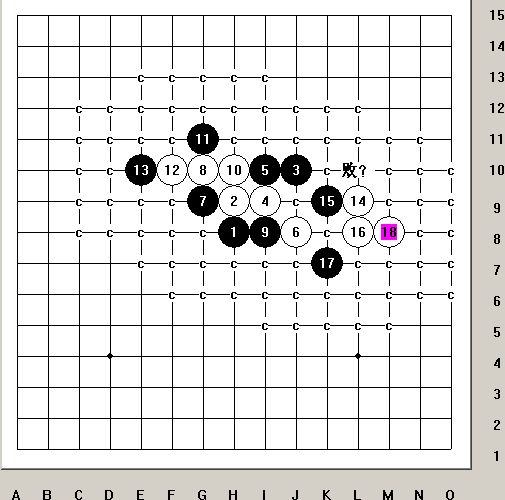 15
14
c c c c c 13
c c c c c c c c c c 12
c c c c 11 c c c c c c c 11
c c 13 12 8 10 5 3 c 败? c c c 10
c c c c 7 2 4 c 15 14 c c c 9
c c c c c 1 9 6 c 16 18 c c 8
c c c c c c 17 c c c c 7
c c c c c c c c c c 6
c c c c c 5
4
3
2
1
A B C D E F G H I J K L M N O